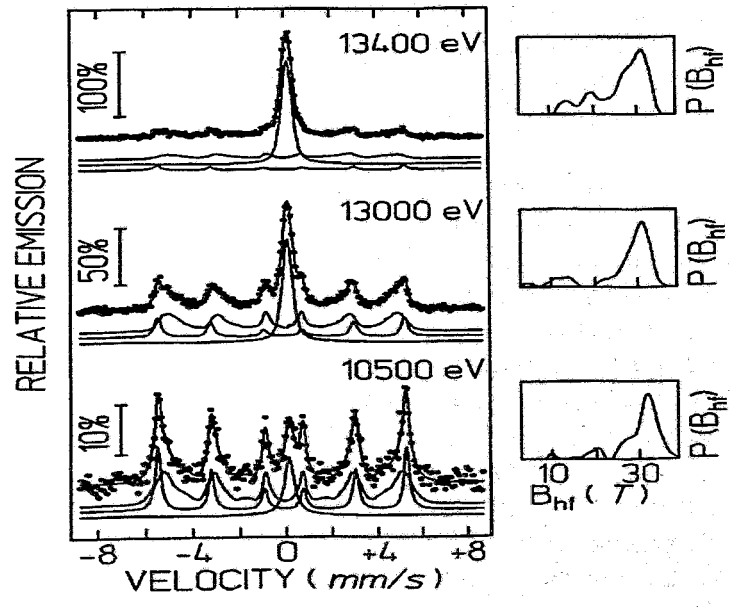 13400 eV
100%
P(B_hf)
13000 eV
50%
P(B_hf)
RELATIVE EMISSION
10500 eV
10%
P(B_hf)
10 30
B_hf ( T )
-8 -4 0 +4 +8
VELOCITY ( mm/s )